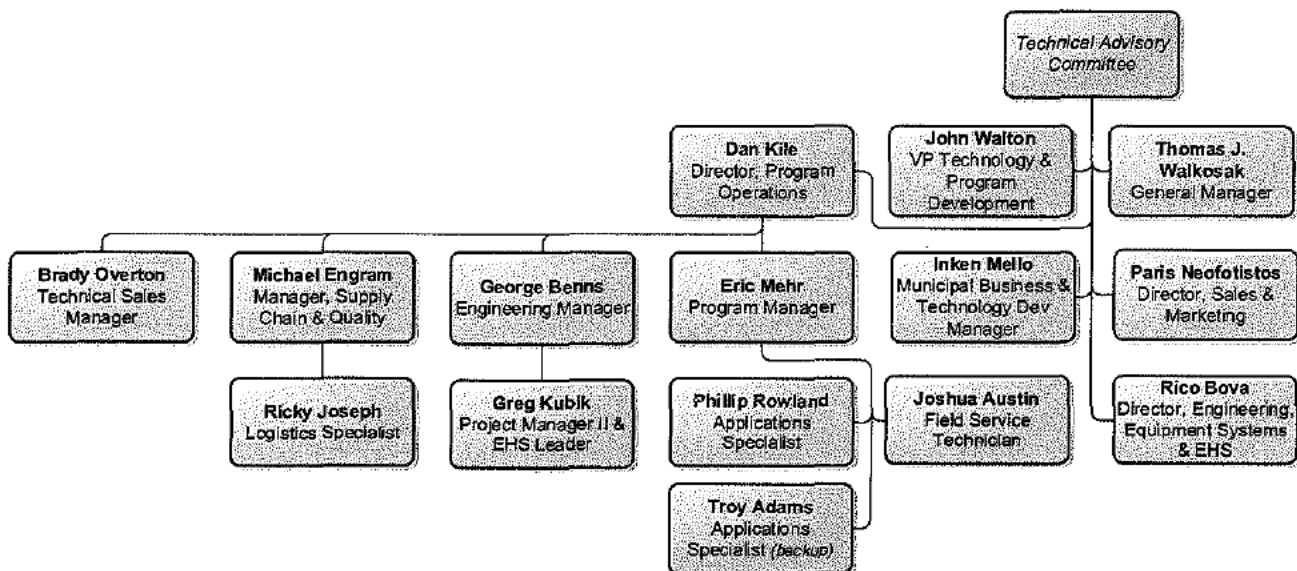 Technical Advisory
Committee
Dan Kile
Director, Program
Operations
John Walton
VP Technology &
Program
Development
Thomas J.
Walkosak
General Manager
Brady Overton
Technical Sales
Manager
Michael Engram
Manager, Supply
Chain & Quality
George Benns
Engineering Manager
Eric Mehr
Program Manager
Inken Mello
Municipal Business &
Technology Dev
Manager
Paris Neofotistos
Director, Sales &
Marketing
Ricky Joseph
Logistics Specialist
Greg Kubik
Project Manager II &
EHS Leader
Phillip Rowland
Applications
Specialist
Joshua Austin
Field Service
Technician
Rico Bova
Director, Engineering,
Equipment Systems
& EHS
Troy Adams
Applications
Specialist (backup)